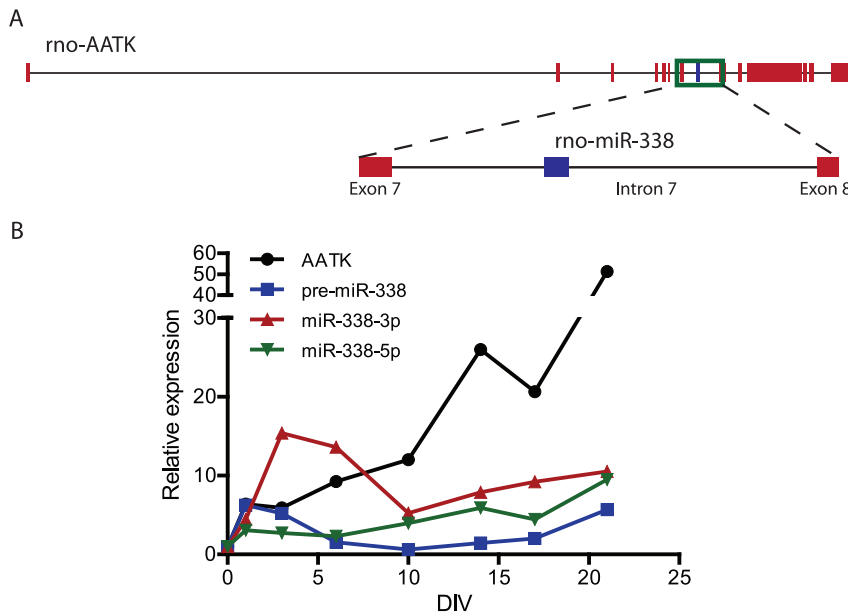 A
rno-AATK
rno-miR-338
Exon 7
Intron 7
Exon 8
B
60
50
40
30
20
10
0
Relative expression
AATK
pre-miR-338
miR-338-3p
miR-338-5p
0 5 10 15 20 25
DIV